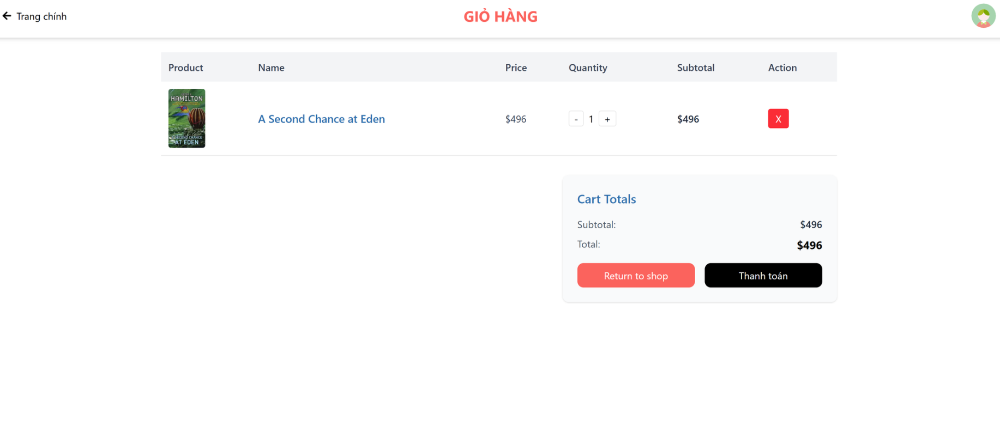 Trang chính
GIỎ HÀNG
Product Name Price Quantity Subtotal Action
HAMILTON
A SECOND CHANCE
AT EDEN
A Second Chance at Eden $496 - 1 + $496 X
Cart Totals
Subtotal: $496
Total: $496
Return to shop Thanh toán